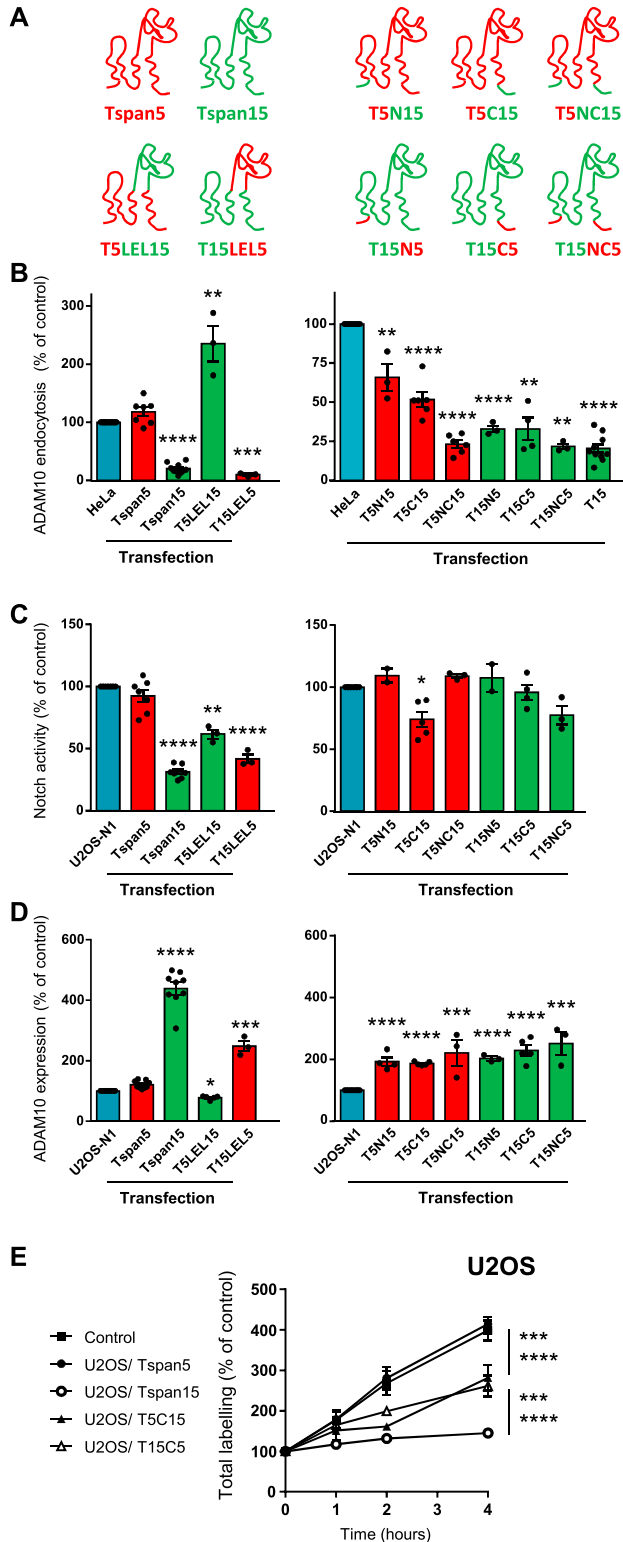 A
Tspan5 Tspan15 T5N15 T5C15 T5NC15
T5LEL15 T15LEL5 T15N5 T15C5 T15NC5
B
ADAM10 endocytosis (% of control)
300
200
100
0
**
****
***
HeLa Tspan5 Tspan15 T5LEL15 T15LEL5
Transfection
100
75
50
25
0
**
****
****
****
**
**
****
HeLa T5N15 T5C15 T5NC15 T15N5 T15C5 T15NC5 T15
Transfection
C
Notch activity (% of control)
150
100
50
0
****
**
****
U2OS-N1 Tspan5 Tspan15 T5LEL15 T15LEL5
Transfection
150
100
50
0
*
U2OS-N1 T5N15 T5C15 T5NC15 T15N5 T15C5 T15NC5
Transfection
D
ADAM10 expression (% of control)
600
400
200
0
****
*
***
U2OS-N1 Tspan5 Tspan15 T5LEL15 T15LEL5
Transfection
600
400
200
0
****
****
***
****
****
***
U2OS-N1 T5N15 T5C15 T5NC15 T15N5 T15C5 T15NC5
Transfection
E
U2OS
Control
U2OS/ Tspan5
U2OS/ Tspan15
U2OS/ T5C15
U2OS/ T15C5
Total labelling (% of control)
500
400
300
200
100
0
***
****
***
****
0 1 2 4
Time (hours)